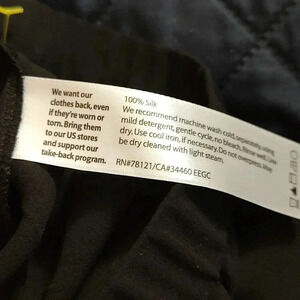 We want our
clothes back, even
if they're worn or
torn. Bring them
to our US stores
and support our
take-back program.
100% Silk
We recommend machine wash cold, separately, using
mild detergent, gentle cycle, no bleach. Rinse well. Line
dry. Use cool iron, if necessary. Do not overpress. May
be dry cleaned with light steam.
RN#78121/CA#34460 EEGC